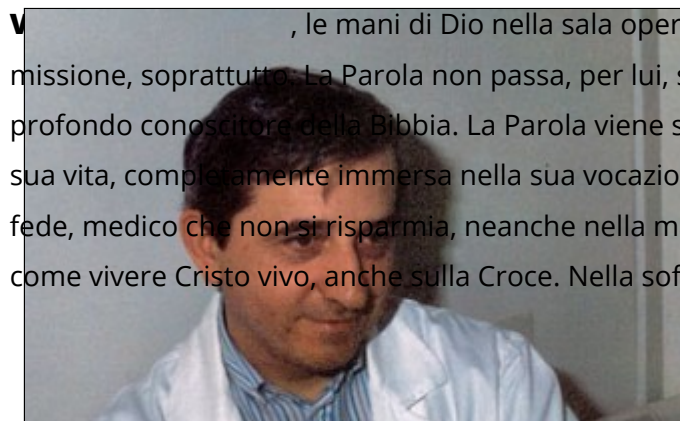 , le mani di Dio nella sala oper
missione, soprattutto. La Parola non passa, per lui, s
profondo conoscitore della Bibbia. La Parola viene s
sua vita, completamente immersa nella sua vocazio
fede, medico che non si risparmia, neanche nella m
come vivere Cristo vivo, anche sulla Croce. Nella sof